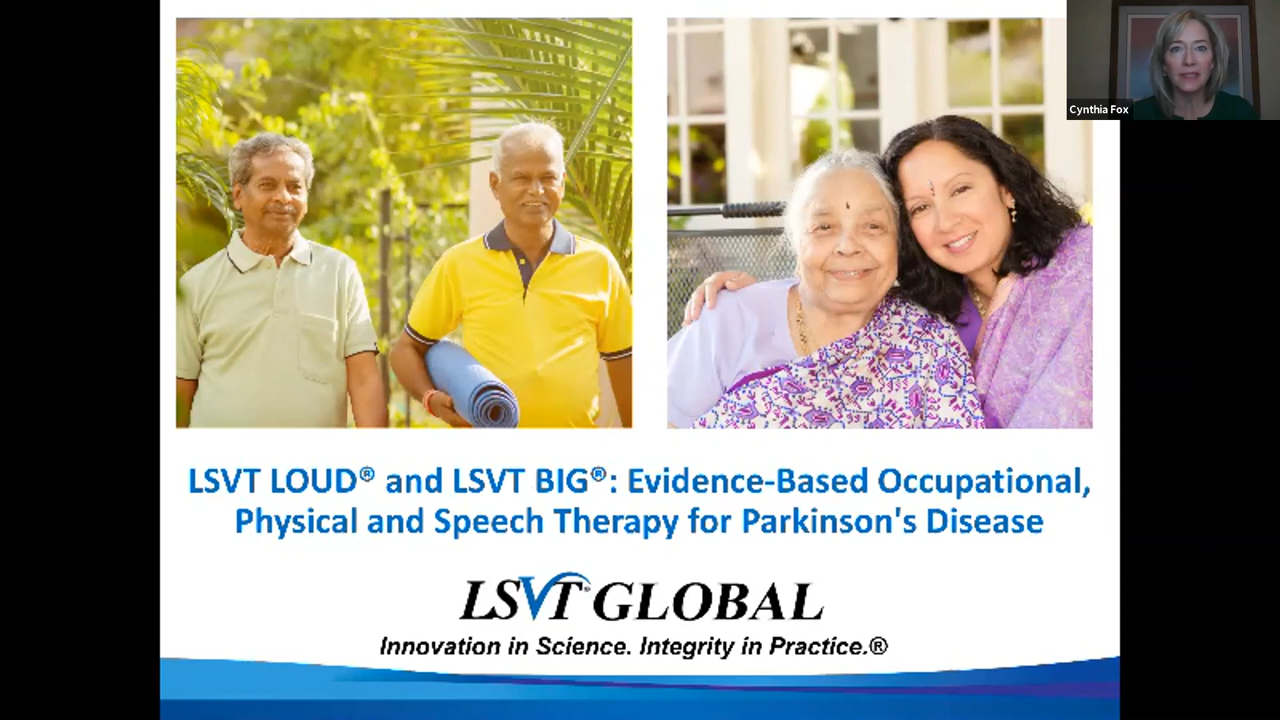 Cynthia Fox
LSVT LOUD® and LSVT BIG®: Evidence-Based Occupational,
Physical and Speech Therapy for Parkinson's Disease
LSVT® GLOBAL
Innovation in Science. Integrity in Practice.®